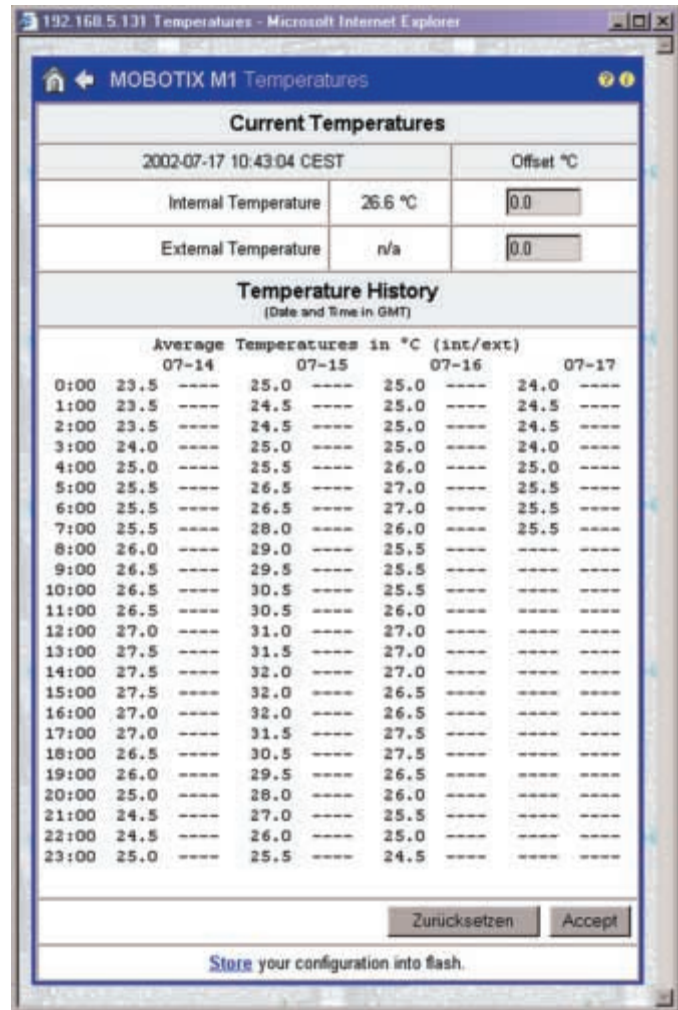 192.168.5.131 Temperatures - Microsoft Internet Explorer
MOBOTIX M1 Temperatures
Current Temperatures
2002-07-17 10:43:04 CEST Offset °C
Internal Temperature 26.6 °C 0.0
External Temperature n/a 0.0
Temperature History
(Date and Time in GMT)
Average Temperatures in °C (int/ext)
07-14 07-15 07-16 07-17
0:00 23.5 ---- 25.0 ---- 25.0 ---- 24.0 ----
1:00 23.5 ---- 24.5 ---- 25.0 ---- 24.5 ----
2:00 23.5 ---- 24.5 ---- 25.0 ---- 24.5 ----
3:00 24.0 ---- 25.0 ---- 25.0 ---- 24.0 ----
4:00 25.0 ---- 25.5 ---- 26.0 ---- 25.0 ----
5:00 25.5 ---- 26.5 ---- 27.0 ---- 25.5 ----
6:00 25.5 ---- 26.5 ---- 27.0 ---- 25.5 ----
7:00 25.5 ---- 28.0 ---- 26.0 ---- 25.5 ----
8:00 26.0 ---- 29.0 ---- 25.5 ---- ---- ----
9:00 26.5 ---- 29.5 ---- 25.5 ---- ---- ----
10:00 26.5 ---- 30.5 ---- 25.5 ---- ---- ----
11:00 26.5 ---- 30.5 ---- 26.0 ---- ---- ----
12:00 27.0 ---- 31.0 ---- 27.0 ---- ---- ----
13:00 27.5 ---- 31.5 ---- 27.0 ---- ---- ----
14:00 27.5 ---- 32.0 ---- 27.0 ---- ---- ----
15:00 27.5 ---- 32.0 ---- 26.5 ---- ---- ----
16:00 27.0 ---- 32.0 ---- 26.5 ---- ---- ----
17:00 27.0 ---- 31.5 ---- 27.5 ---- ---- ----
18:00 26.5 ---- 30.5 ---- 27.5 ---- ---- ----
19:00 26.0 ---- 29.5 ---- 26.5 ---- ---- ----
20:00 25.0 ---- 28.0 ---- 26.0 ---- ---- ----
21:00 24.5 ---- 27.0 ---- 25.5 ---- ---- ----
22:00 24.5 ---- 26.0 ---- 25.0 ---- ---- ----
23:00 25.0 ---- 25.5 ---- 24.5 ---- ---- ----
Zurücksetzen Accept
Store your configuration into flash.